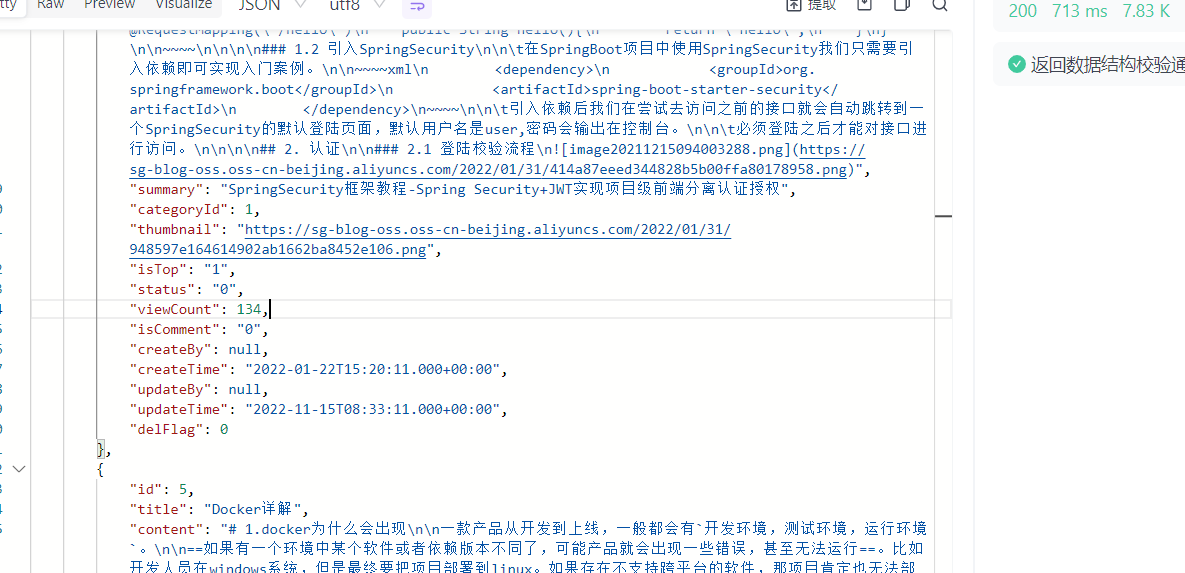 Raw Preview Visualize JSON utf8 提取
200 713 ms 7.83 K
返回数据结构校验通
@RequestMapping(\"/hello\")\n public String hello(){\n return \"hello\";\n }\n}
\n\n~~~~\n\n\n\n### 1.2 引入SpringSecurity\n\n\t在SpringBoot项目中使用SpringSecurity我们只需要引
入依赖即可实现入门案例。\n\n~~~~xml\n <dependency>\n <groupId>org.
springframework.boot</groupId>\n <artifactId>spring-boot-starter-security</
artifactId>\n </dependency>\n~~~~\n\n\t引入依赖后我们在尝试去访问之前的接口就会自动跳转到一
个SpringSecurity的默认登陆页面，默认用户名是user,密码会输出在控制台。\n\n\t必须登陆之后才能对接口进
行访问。\n\n\n\n## 2. 认证\n\n### 2.1 登陆校验流程\n![image20211215094003288.png](https://
sg-blog-oss.oss-cn-beijing.aliyuncs.com/2022/01/31/414a87eeed344828b5b00ffa80178958.png)",
"summary": "SpringSecurity框架教程-Spring Security+JWT实现项目级前端分离认证授权",
"categoryId": 1,
"thumbnail": "https://sg-blog-oss.oss-cn-beijing.aliyuncs.com/2022/01/31/
948597e164614902ab1662ba8452e106.png",
"isTop": "1",
"status": "0",
"viewCount": 134,
"isComment": "0",
"createBy": null,
"createTime": "2022-01-22T15:20:11.000+00:00",
"updateBy": null,
"updateTime": "2022-11-15T08:33:11.000+00:00",
"delFlag": 0
},
{
"id": 5,
"title": "Docker详解",
"content": "# 1.docker为什么会出现\n\n一款产品从开发到上线，一般都会有`开发环境，测试环境，运行环境
`。\n\n==如果有一个环境中某个软件或者依赖版本不同了，可能产品就会出现一些错误，甚至无法运行==。比如
开发人员在windows系统，但是最终要把项目部署到linux。如果存在不支持跨平台的软件，那项目肯定也无法部